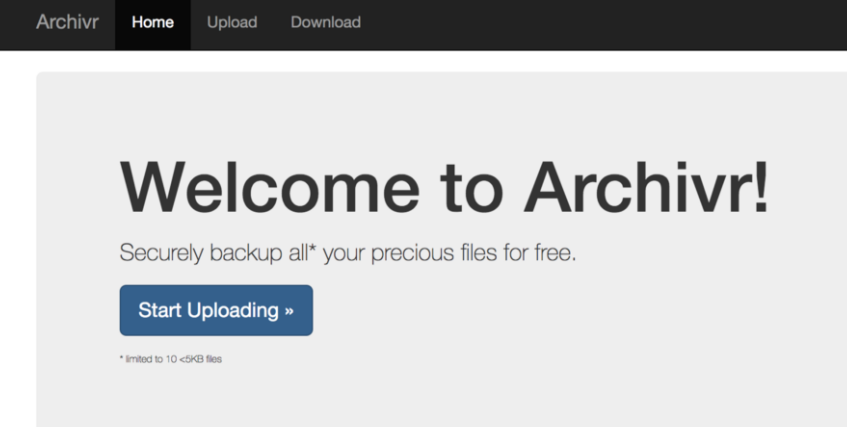 Archivr Home Upload Download
Welcome to Archivr!
Securely backup all* your precious files for free.
Start Uploading »
* limited to 10 <5KB files